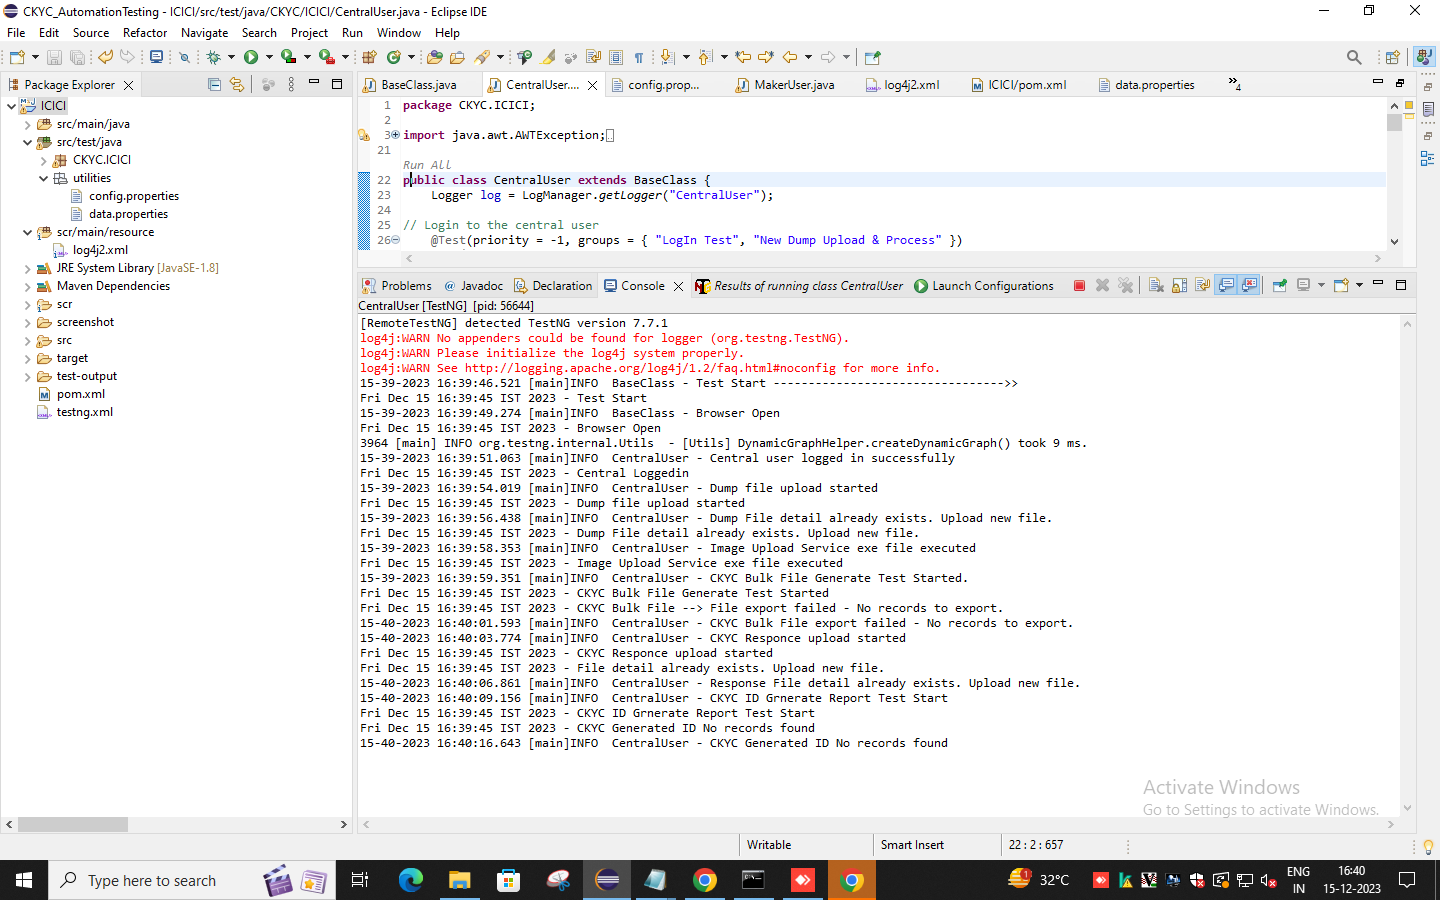 CKYC_AutomationTesting - ICICI/src/test/java/CKYC/ICICI/CentralUser.java - Eclipse IDE
File Edit Source Refactor Navigate Search Project Run Window Help
Package Explorer
BaseClass.java CentralUser.... config.prop... MakerUser.java log4j2.xml ICICI/pom.xml data.properties »4
ICICI
src/main/java
src/test/java
CKYC.ICICI
utilities
config.properties
data.properties
scr/main/resource
log4j2.xml
JRE System Library [JavaSE-1.8]
Maven Dependencies
scr
screenshot
src
target
test-output
pom.xml
testng.xml
1 package CKYC.ICICI;
2
3 import java.awt.AWTException;
21
Run All
22 public class CentralUser extends BaseClass {
23 Logger log = LogManager.getLogger("CentralUser");
24
25 // Login to the central user
26 @Test(priority = -1, groups = { "LogIn Test", "New Dump Upload & Process" })
Problems @ Javadoc Declaration Console Results of running class CentralUser Launch Configurations
CentralUser [TestNG] [pid: 56644]
[RemoteTestNG] detected TestNG version 7.7.1
log4j:WARN No appenders could be found for logger (org.testng.TestNG).
log4j:WARN Please initialize the log4j system properly.
log4j:WARN See http://logging.apache.org/log4j/1.2/faq.html#noconfig for more info.
15-39-2023 16:39:46.521 [main]INFO  BaseClass - Test Start --------------------------------->>
Fri Dec 15 16:39:45 IST 2023 - Test Start
15-39-2023 16:39:49.274 [main]INFO  BaseClass - Browser Open
Fri Dec 15 16:39:45 IST 2023 - Browser Open
3964 [main] INFO org.testng.internal.Utils  - [Utils] DynamicGraphHelper.createDynamicGraph() took 9 ms.
15-39-2023 16:39:51.063 [main]INFO  CentralUser - Central user logged in successfully
Fri Dec 15 16:39:45 IST 2023 - Central Loggedin
15-39-2023 16:39:54.019 [main]INFO  CentralUser - Dump file upload started
Fri Dec 15 16:39:45 IST 2023 - Dump file upload started
15-39-2023 16:39:56.438 [main]INFO  CentralUser - Dump File detail already exists. Upload new file.
Fri Dec 15 16:39:45 IST 2023 - Dump File detail already exists. Upload new file.
15-39-2023 16:39:58.353 [main]INFO  CentralUser - Image Upload Service exe file executed
Fri Dec 15 16:39:45 IST 2023 - Image Upload Service exe file executed
15-39-2023 16:39:59.351 [main]INFO  CentralUser - CKYC Bulk File Generate Test Started.
Fri Dec 15 16:39:45 IST 2023 - CKYC Bulk File Generate Test Started
Fri Dec 15 16:39:45 IST 2023 - CKYC Bulk File --> File export failed - No records to export.
15-40-2023 16:40:01.593 [main]INFO  CentralUser - CKYC Bulk File export failed - No records to export.
15-40-2023 16:40:03.774 [main]INFO  CentralUser - CKYC Responce upload started
Fri Dec 15 16:39:45 IST 2023 - CKYC Responce upload started
Fri Dec 15 16:39:45 IST 2023 - File detail already exists. Upload new file.
15-40-2023 16:40:06.861 [main]INFO  CentralUser - Response File detail already exists. Upload new file.
15-40-2023 16:40:09.156 [main]INFO  CentralUser - CKYC ID Grnerate Report Test Start
Fri Dec 15 16:39:45 IST 2023 - CKYC ID Grnerate Report Test Start
Fri Dec 15 16:39:45 IST 2023 - CKYC Generated ID No records found
15-40-2023 16:40:16.643 [main]INFO  CentralUser - CKYC Generated ID No records found
Activate Windows
Go to Settings to activate Windows.
Writable Smart Insert 22 : 2 : 657
Type here to search
32°C
ENG
IN
16:40
15-12-2023